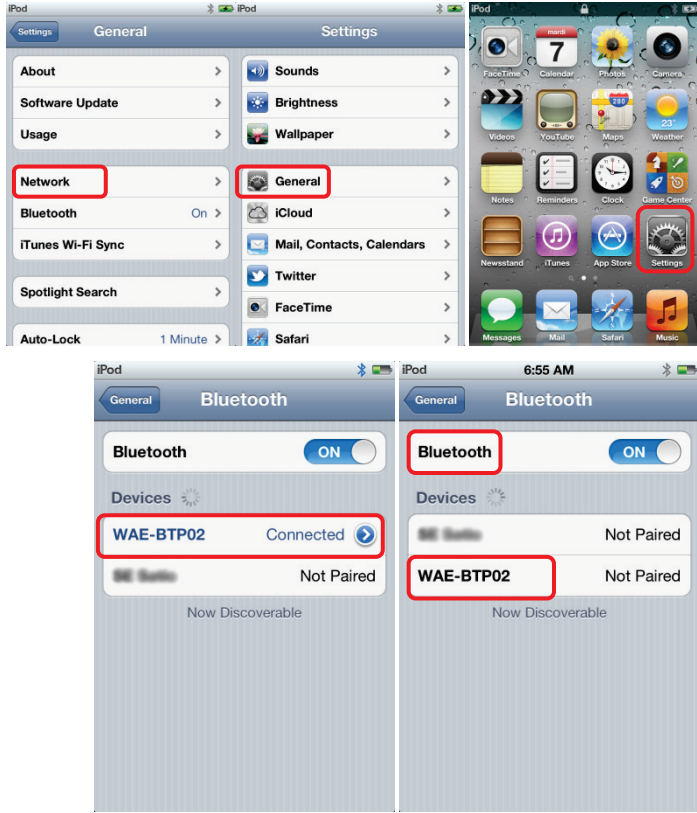 iPod
Settings General
About
Software Update
Usage
Network
Bluetooth On
iTunes Wi-Fi Sync
Spotlight Search
Auto-Lock 1 Minute
iPod
Settings
Sounds
Brightness
Wallpaper
General
iCloud
Mail, Contacts, Calendars
Twitter
FaceTime
Safari
iPod
mardi
7
280
23°
FaceTime Calendar Photos Camera
Videos YouTube Maps Weather
Notes Reminders Clock Game Center
Newsstand iTunes App Store Settings
Messages Mail Safari Music
iPod
General Bluetooth
Bluetooth ON
Devices
WAE-BTP02 Connected
Not Paired
Now Discoverable
iPod 6:55 AM
General Bluetooth
Bluetooth ON
Devices
Not Paired
WAE-BTP02 Not Paired
Now Discoverable